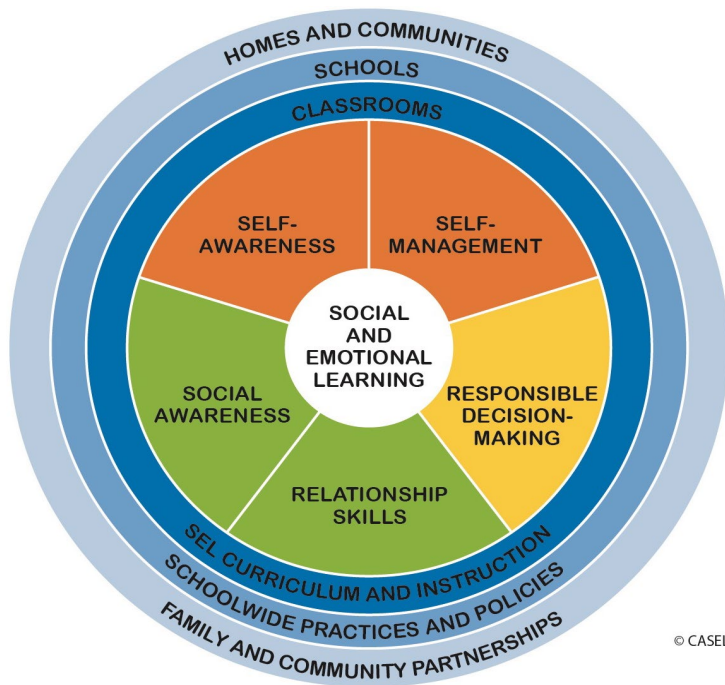 HOMES AND COMMUNITIES
SCHOOLS
CLASSROOMS
SELF-
AWARENESS
SELF-
MANAGEMENT
SOCIAL
AND
EMOTIONAL
LEARNING
SOCIAL
AWARENESS
RESPONSIBLE
DECISION-
MAKING
RELATIONSHIP
SKILLS
SEL CURRICULUM AND INSTRUCTION
SCHOOLWIDE PRACTICES AND POLICIES
FAMILY AND COMMUNITY PARTNERSHIPS
© CASEL